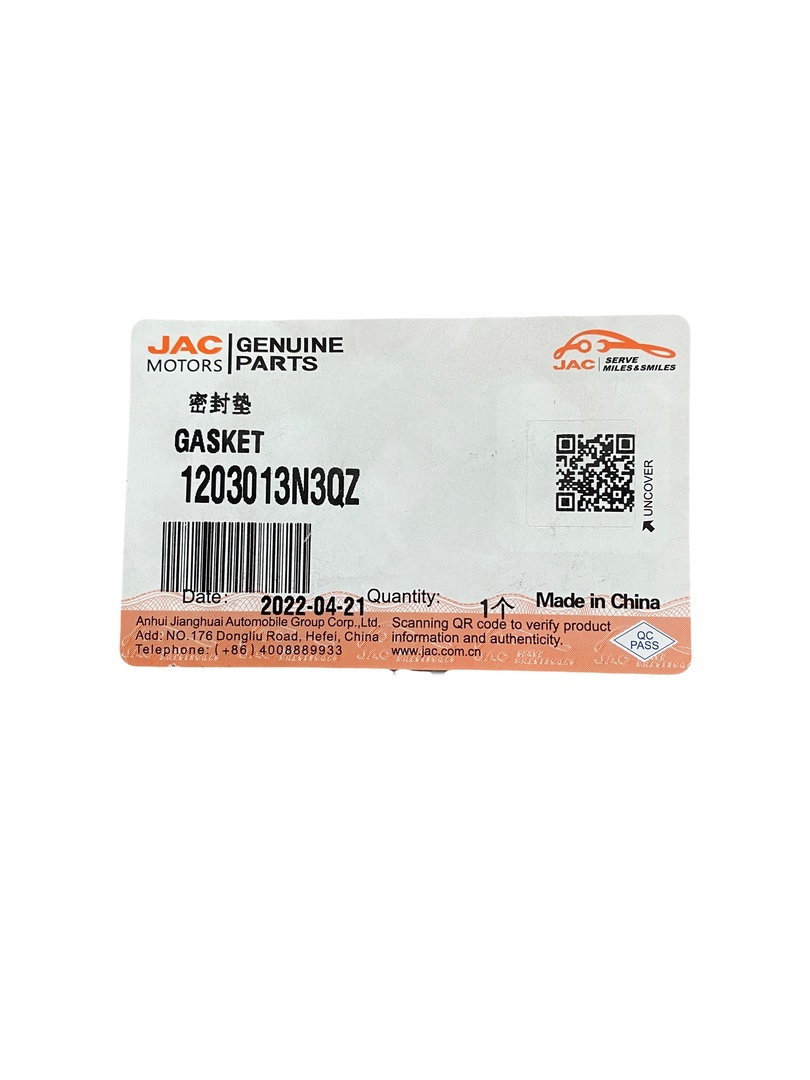 JAC MOTORS | GENUINE PARTS
JAC | SERVE MILES & SMILES
密封垫
GASKET
1203013N3QZ
UNCOVER
Date: 2022-04-21 Quantity: 1个 Made in China
Anhui Jianghuai Automobile Group Corp.,Ltd.
Add: NO.176 Dongliu Road, Hefei, China
Telephone: (+86) 4008889933
Scanning QR code to verify product
information and authenticity.
www.jac.com.cn
QC
PASS